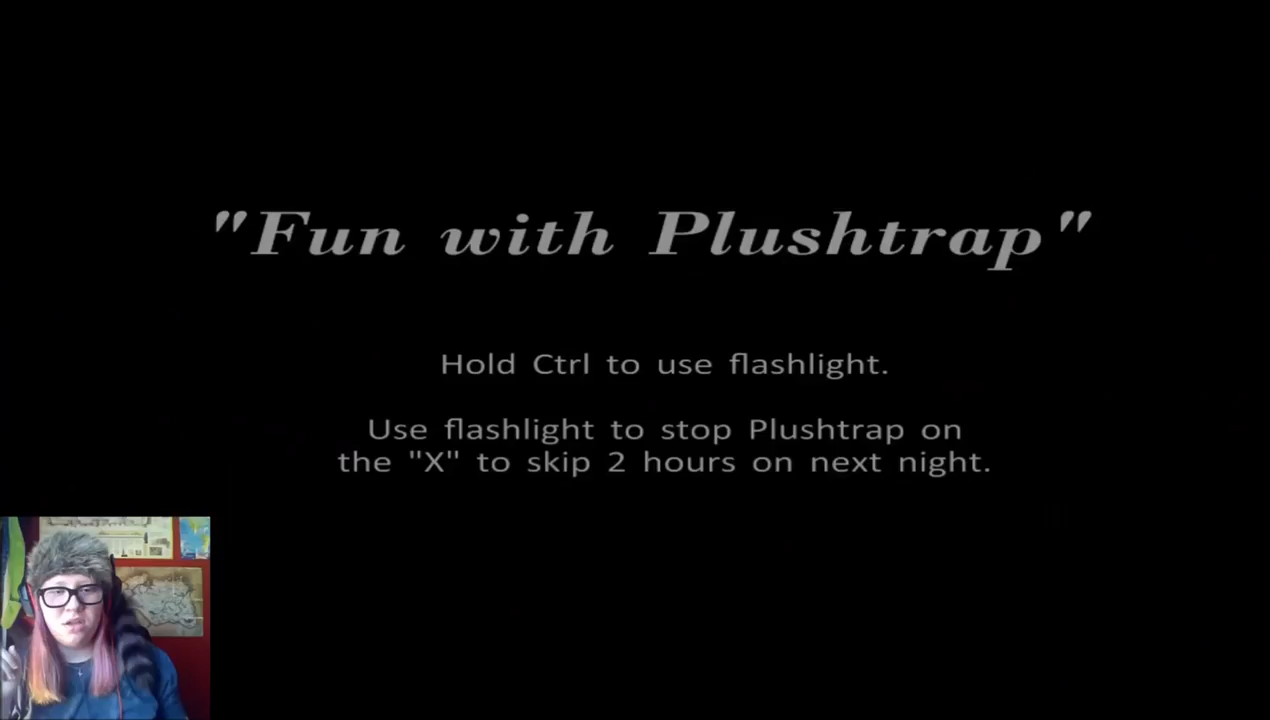 "Fun with Plushtrap"
Hold Ctrl to use flashlight.
Use flashlight to stop Plushtrap on
the "X" to skip 2 hours on next night.